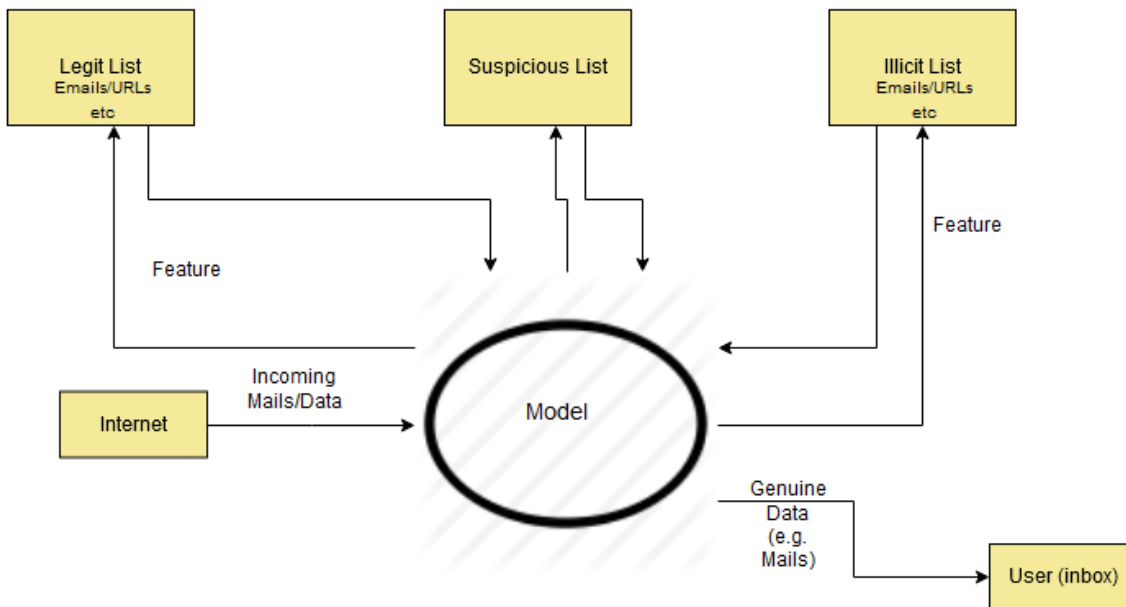 Legit List
Emails/URLs
etc
Suspicious List
Illicit List
Emails/URLs
etc
Feature
Feature
Incoming
Mails/Data
Internet
Model
Genuine
Data
(e.g.
Mails)
User (inbox)